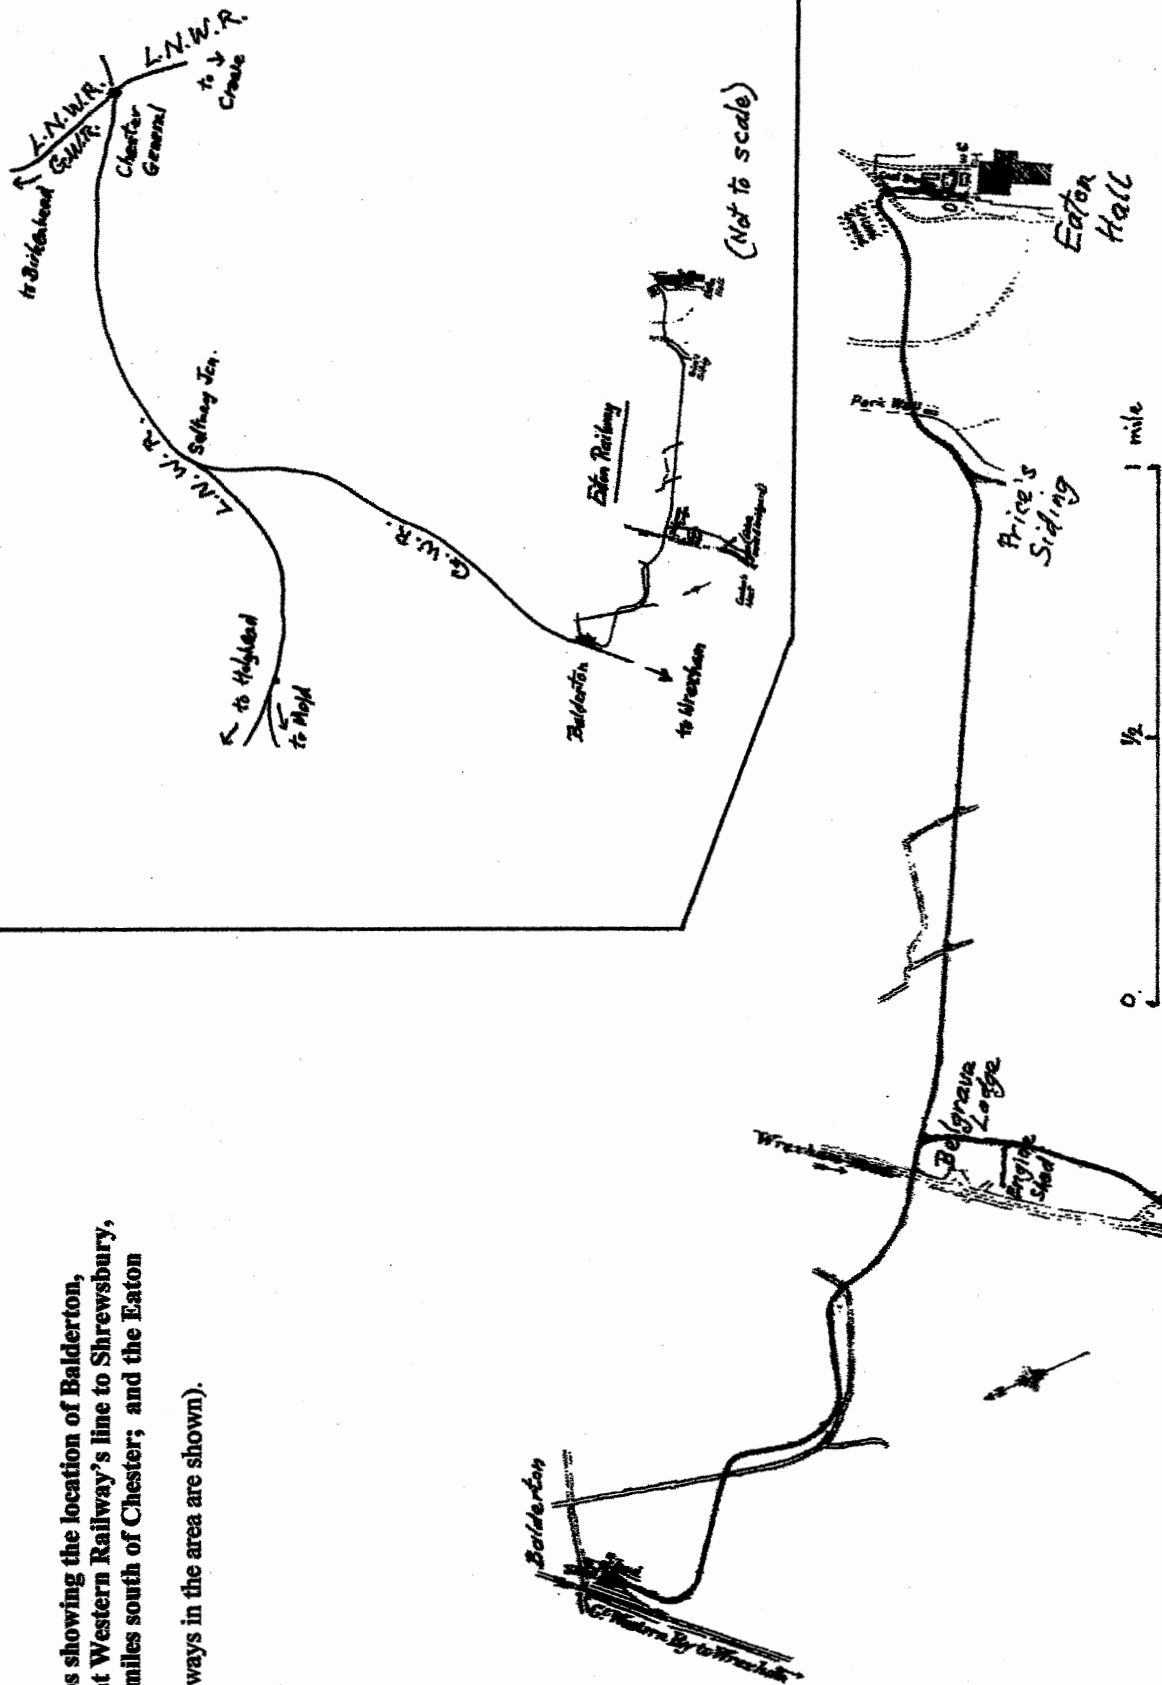 s showing the location of Balderton,
t Western Railway's line to Shrewsbury,
miles south of Chester; and the Eaton
ways in the area are shown).
L.N.W.R.
G.W.R.
to Birkenhead
Chester
General
L.N.W.R.
to
Crewe
Saltney Jcn.
L.N.W.R.
G.W.R.
to Holyhead
to Mold
Balderton
to Wrexham
Eaton Railway
(Not to scale)
Balderton
Gt Western Ry to Wrexham
Wrexham
Belgrave
Lodge
Engine
Shed
Park Wall
Price's
Siding
Eaton
Hall
0.
1/2
1 mile